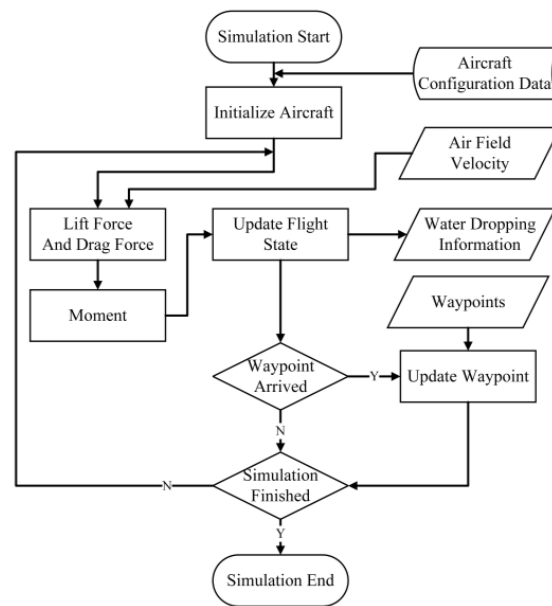 Simulation Start
Aircraft
Configuration Data
Initialize Aircraft
Air Field
Velocity
Lift Force
And Drag Force
Update Flight
State
Water Dropping
Information
Moment
Waypoints
Waypoint
Arrived
Y
Update Waypoint
N
Simulation
Finished
N
Y
Simulation End